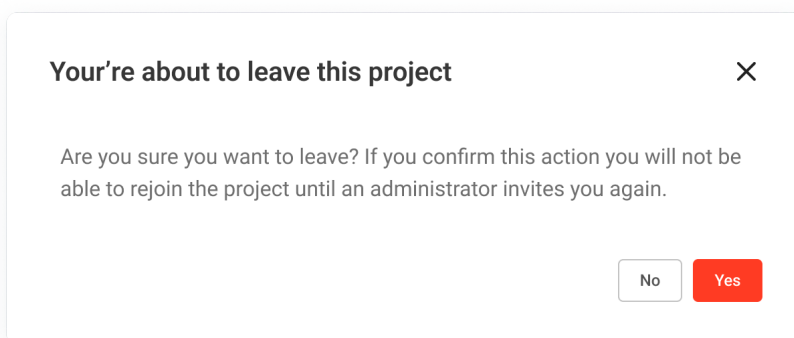 Your’re about to leave this project
Are you sure you want to leave? If you confirm this action you will not be
able to rejoin the project until an administrator invites you again.
No
Yes